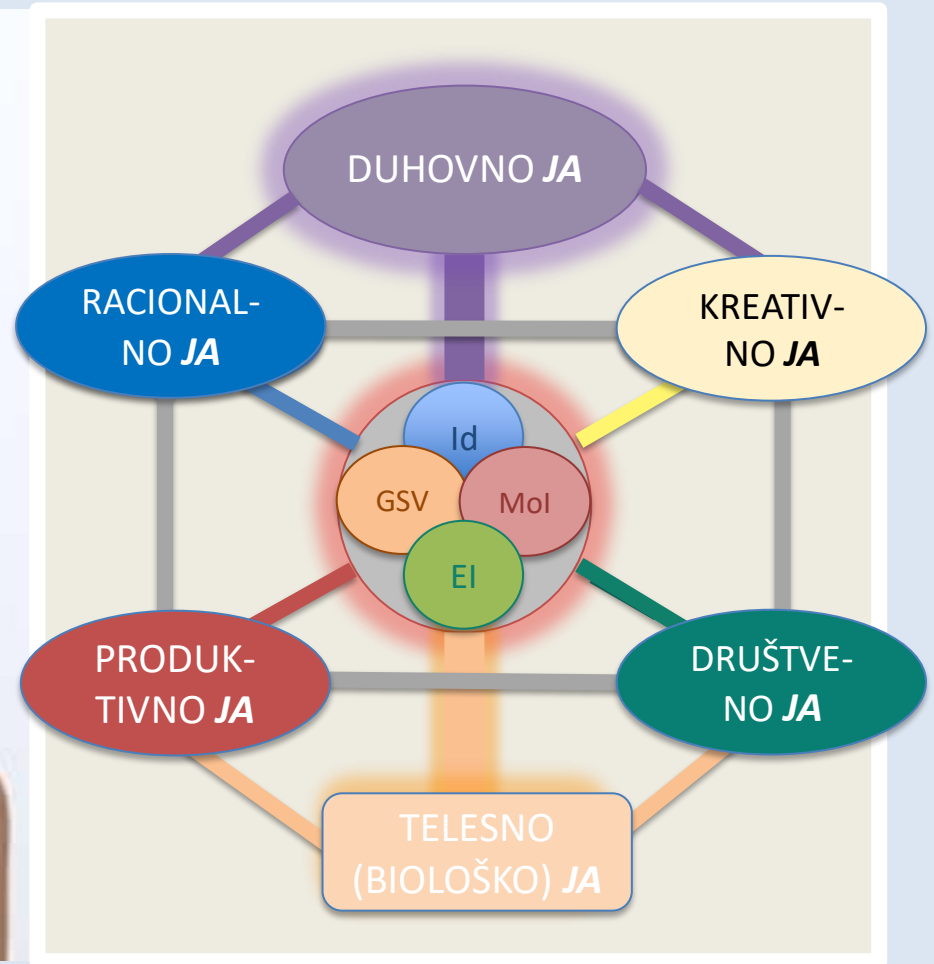 DUHOVNO JA
RACIONAL-
NO JA
KREATIV-
NO JA
Id
GSV
MoI
EI
PRODUK-
TIVNO JA
DRUŠTVE-
NO JA
TELESNO
(BIOLOŠKO) JA